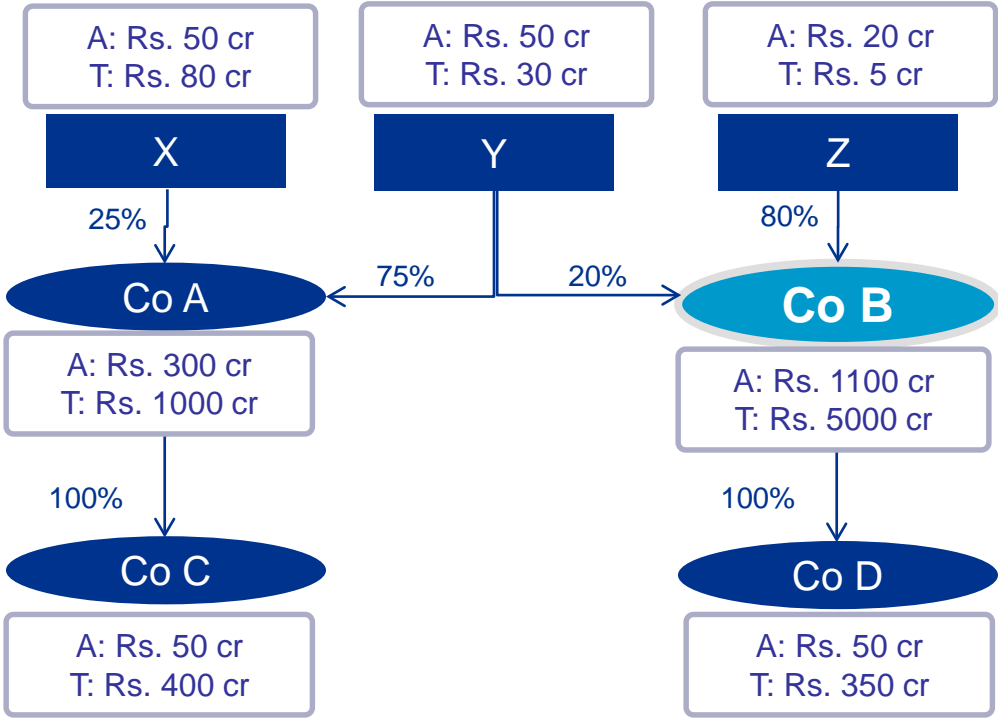 A: Rs. 50 cr
T: Rs. 80 cr
A: Rs. 50 cr
T: Rs. 30 cr
A: Rs. 20 cr
T: Rs. 5 cr
X
Y
Z
25%
80%
75%
20%
Co A
Co B
A: Rs. 300 cr
T: Rs. 1000 cr
A: Rs. 1100 cr
T: Rs. 5000 cr
100%
100%
Co C
Co D
A: Rs. 50 cr
T: Rs. 400 cr
A: Rs. 50 cr
T: Rs. 350 cr